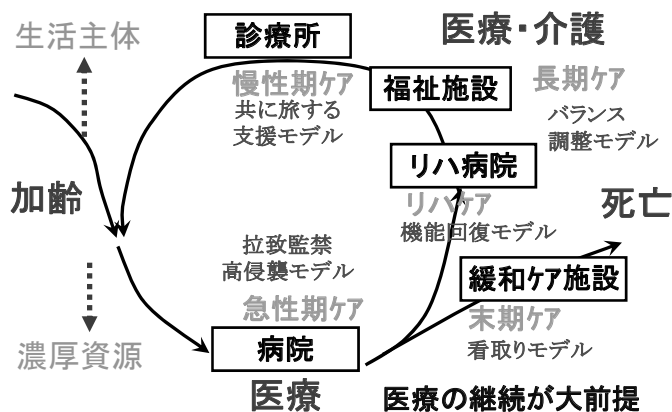 生活主体
診療所
医療・介護
慢性期ケア
共に旅する
支援モデル
福祉施設
長期ケア
バランス
調整モデル
リハ病院
加齢
リハケア
機能回復モデル
死亡
拉致監禁
高侵襲モデル
急性期ケア
緩和ケア施設
末期ケア
看取りモデル
濃厚資源
病院
医療
医療の継続が大前提